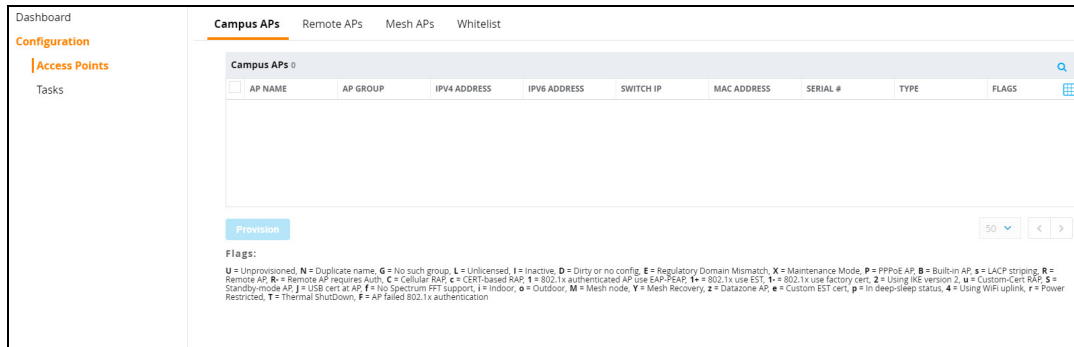 Dashboard
Configuration
Access Points
Tasks
Campus APs Remote APs Mesh APs Whitelist
Campus APs 0
AP NAME AP GROUP IPV4 ADDRESS IPV6 ADDRESS SWITCH IP MAC ADDRESS SERIAL # TYPE FLAGS
Provision
50
Flags:
U = Unprovisioned, N = Duplicate name, G = No such group, L = Unlicensed, I = Inactive, D = Dirty or no config, E = Regulatory Domain Mismatch, X = Maintenance Mode, P = PPPoE AP, B = Built-in AP, s = LACP striping, R =
Remote AP, R- = Remote AP requires Auth, C = Cellular RAP, c = CERT-based RAP, 1 = 802.1x authenticated AP use EAP-PEAP, 1+ = 802.1x use EST, 1- = 802.1x use factory cert, 2 = Using IKE version 2, u = Custom-Cert RAP, S =
Standby-mode AP, J = USB cert at AP, f = No Spectrum FFT support, i = Indoor, o = Outdoor, M = Mesh node, Y = Mesh Recovery, z = Datazone AP, e = Custom EST cert, p = In deep-sleep status, 4 = Using WiFi uplink, r = Power
Restricted, T = Thermal ShutDown, F = AP failed 802.1x authentication